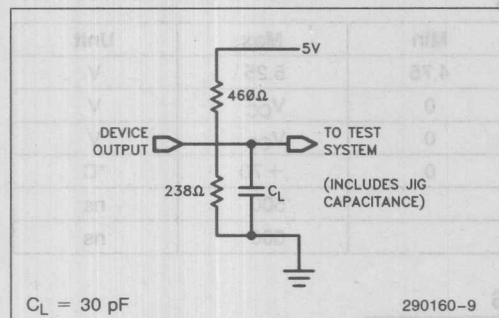 5V
460Ω
DEVICE
OUTPUT
TO TEST
SYSTEM
238Ω
C_L
(INCLUDES JIG
CAPACITANCE)
C_L = 30 pF
290160-9